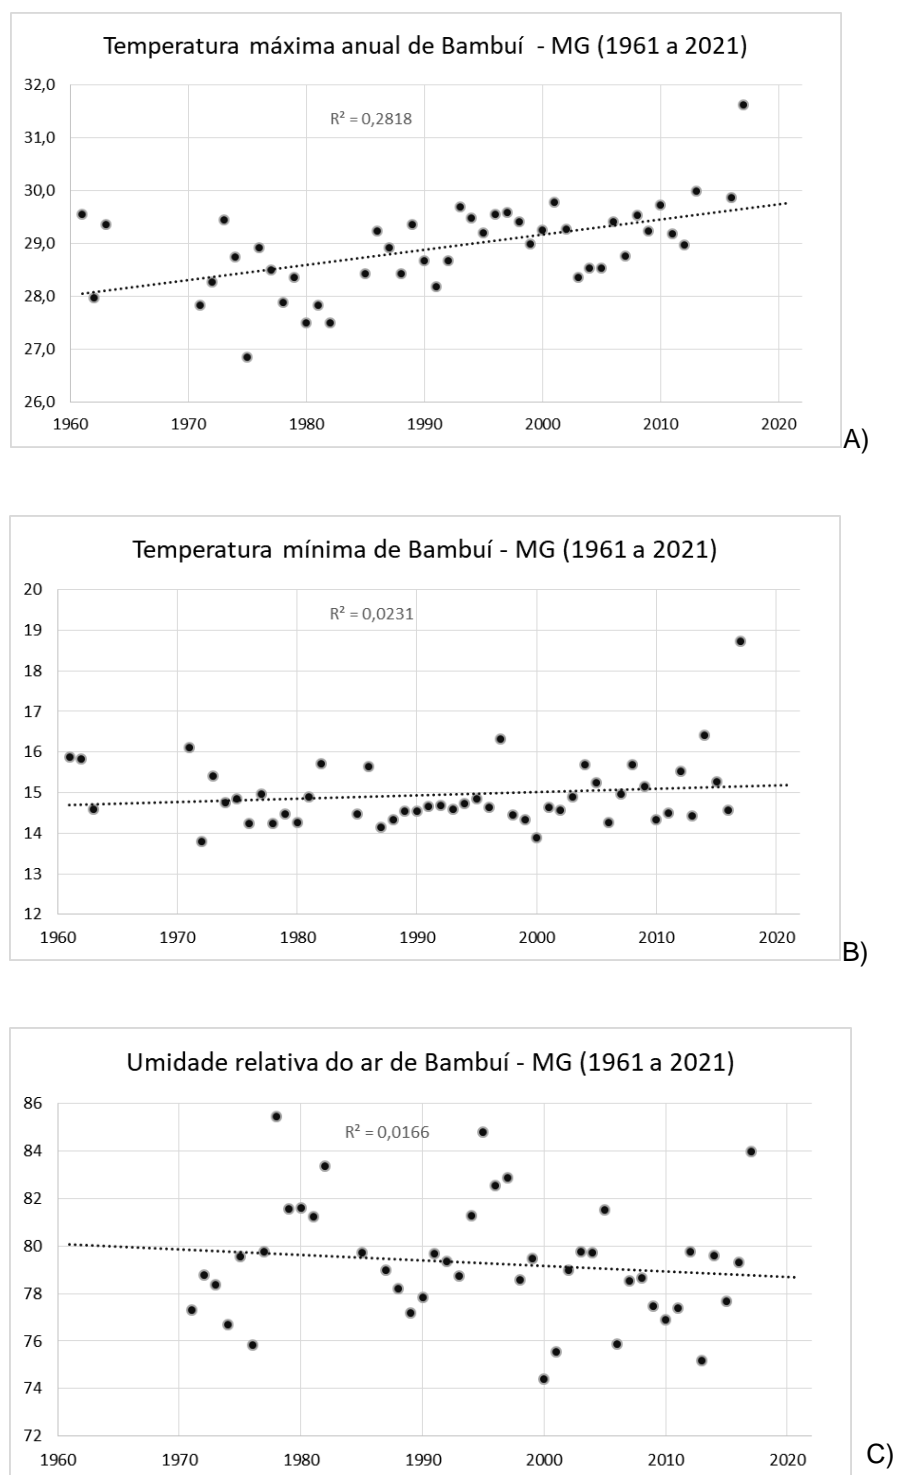 Temperatura máxima anual de Bambuí - MG (1961 a 2021)
32,0
R² = 0,2818
31,0
30,0
29,0
28,0
27,0
26,0
1960 1970 1980 1990 2000 2010 2020
A)
Temperatura mínima de Bambuí - MG (1961 a 2021)
20
R² = 0,0231
19
18
17
16
15
14
13
12
1960 1970 1980 1990 2000 2010 2020
B)
Umidade relativa do ar de Bambuí - MG (1961 a 2021)
86
R² = 0,0166
84
82
80
78
76
74
72
1960 1970 1980 1990 2000 2010 2020
C)